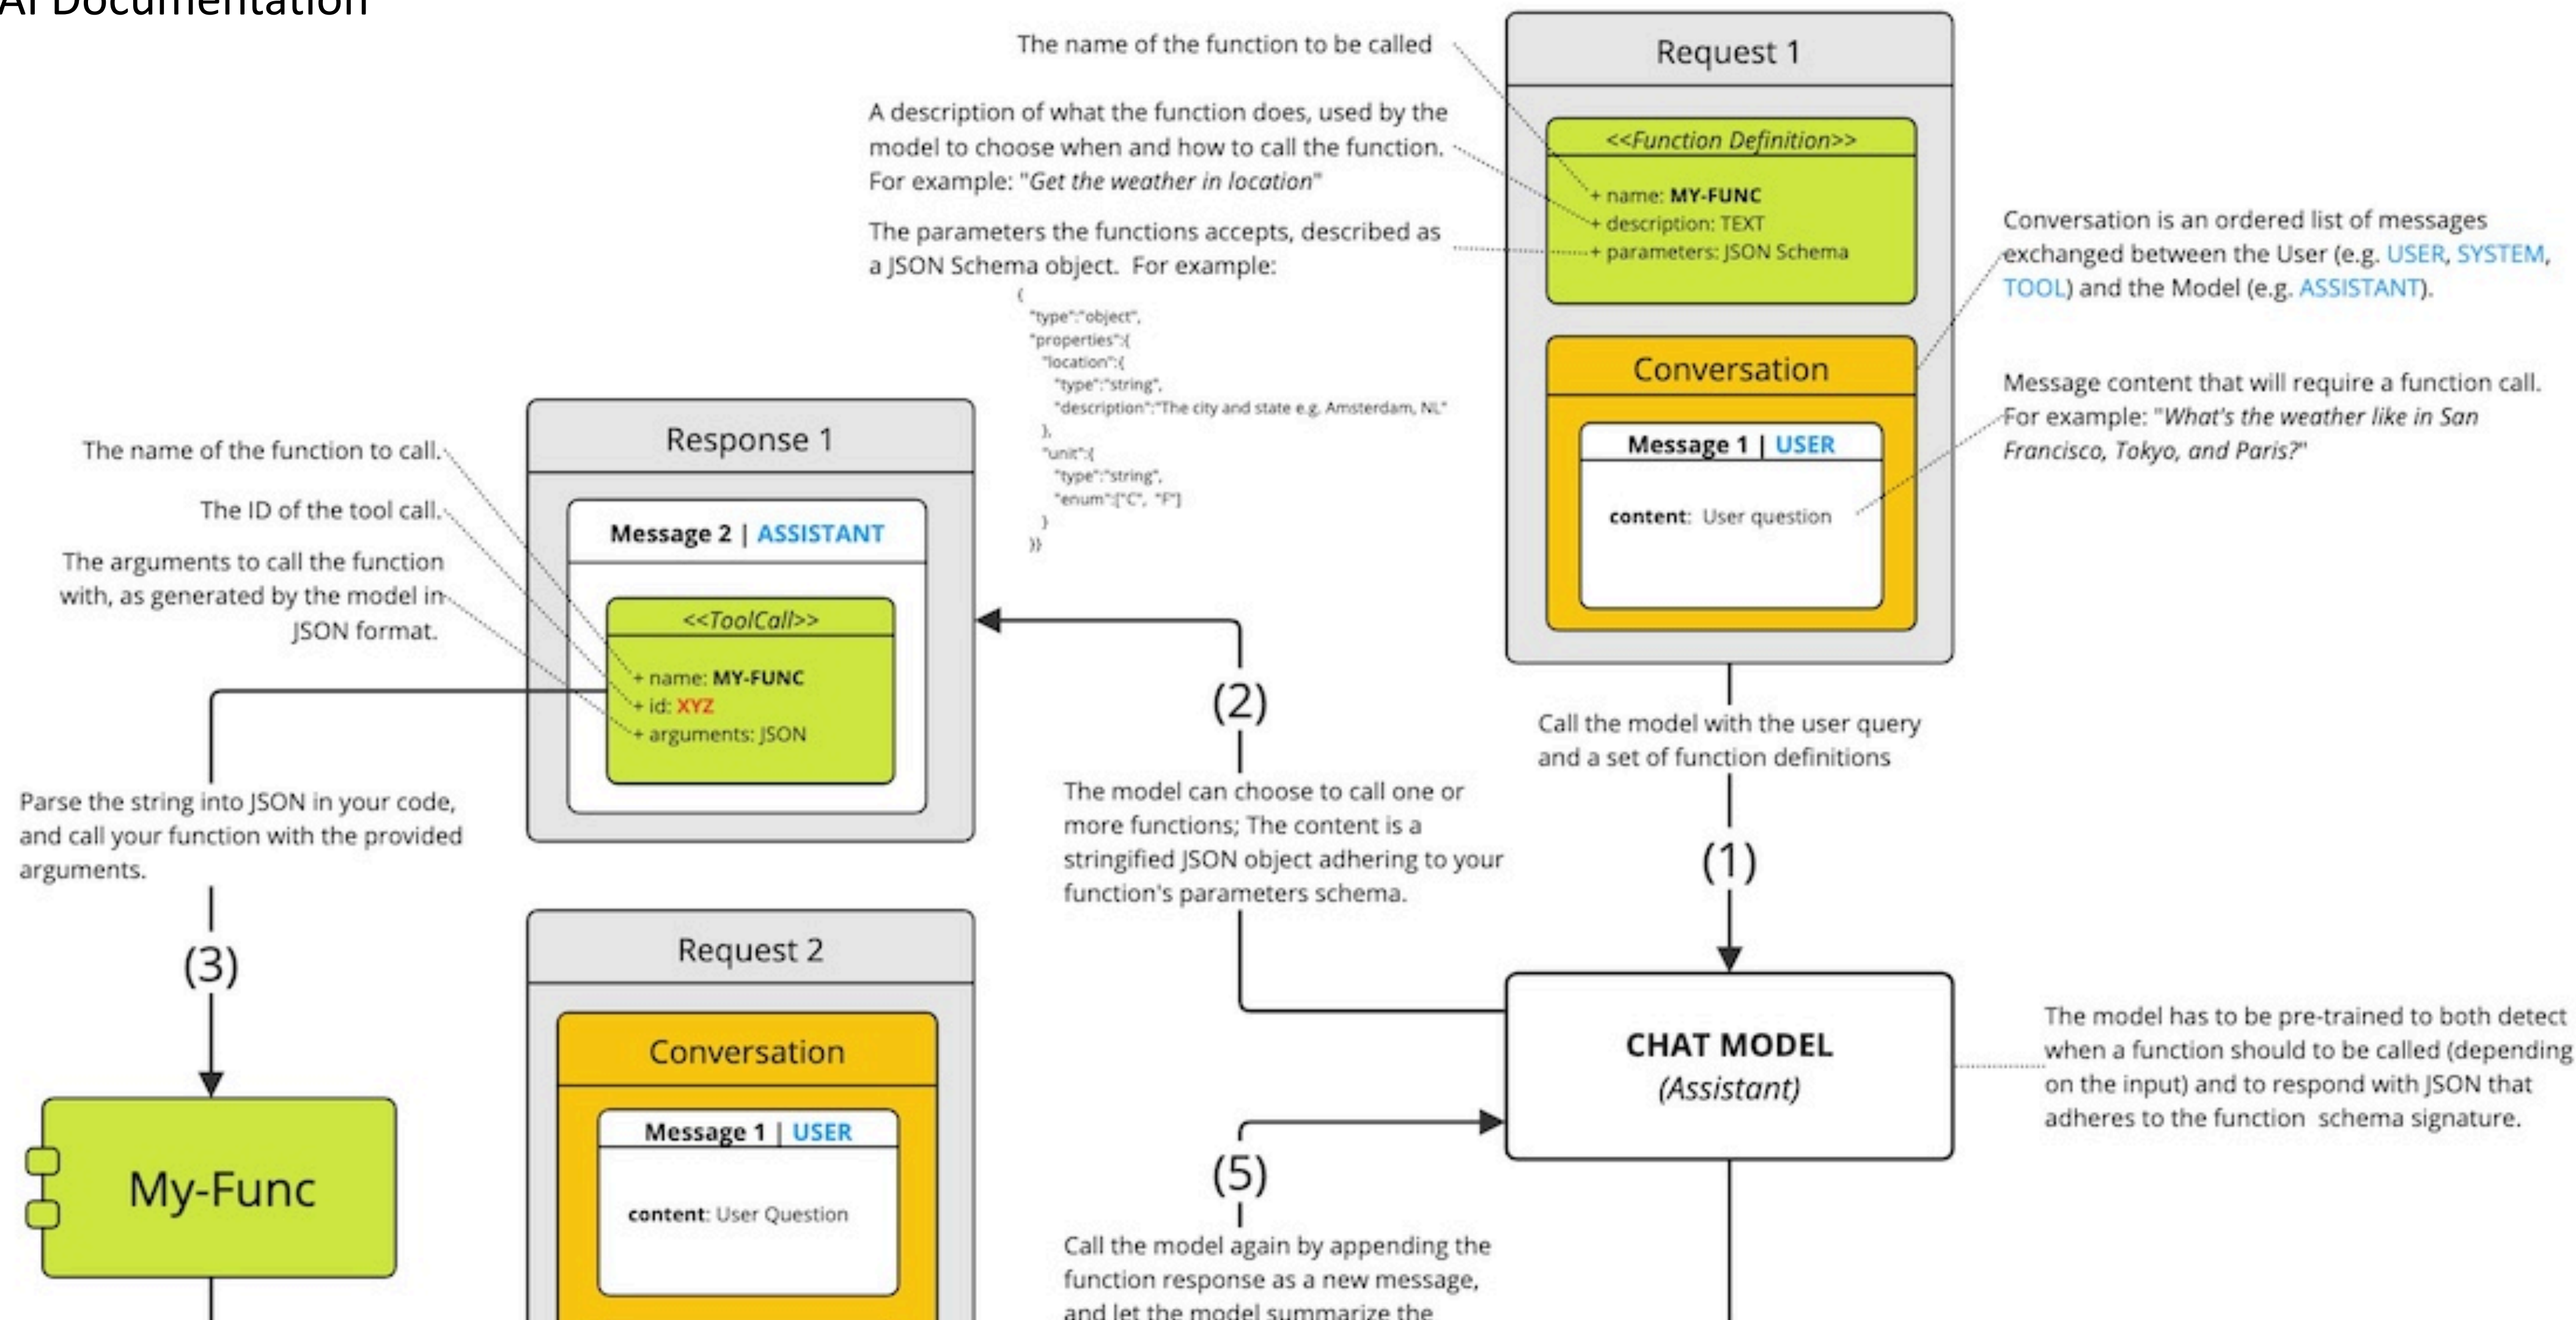 AI Documentation
The name of the function to be called
A description of what the function does, used by the
model to choose when and how to call the function.
For example: "Get the weather in location"
The parameters the functions accepts, described as
a JSON Schema object.  For example:
{
"type":"object",
"properties":{
"location":{
"type":"string",
"description":"The city and state e.g. Amsterdam, NL"
},
"unit":{
"type":"string",
"enum":["C",  "F"]
}
}}
Request 1
<<Function Definition>>
+ name: MY-FUNC
+ description: TEXT
+ parameters: JSON Schema
Conversation
Message 1 | USER
content:  User question
Conversation is an ordered list of messages
exchanged between the User (e.g. USER, SYSTEM,
TOOL) and the Model (e.g. ASSISTANT).
Message content that will require a function call.
For example: "What's the weather like in San
Francisco, Tokyo, and Paris?"
The name of the function to call.
The ID of the tool call.
The arguments to call the function
with, as generated by the model in
JSON format.
Response 1
Message 2 | ASSISTANT
<<ToolCall>>
+ name: MY-FUNC
+ id: XYZ
+ arguments: JSON
Call the model with the user query
and a set of function definitions
(1)
(2)
The model can choose to call one or
more functions; The content is a
stringified JSON object adhering to your
function's parameters schema.
Parse the string into JSON in your code,
and call your function with the provided
arguments.
(3)
My-Func
Request 2
Conversation
Message 1 | USER
content: User Question
CHAT MODEL
(Assistant)
The model has to be pre-trained to both detect
when a function should to be called (depending
on the input) and to respond with JSON that
adheres to the function  schema signature.
(5)
Call the model again by appending the
function response as a new message,
and let the model summarize the